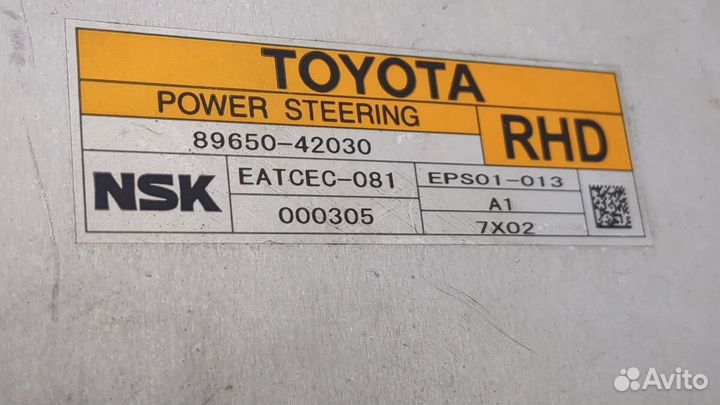 TOYOTA
POWER STEERING
RHD
89650-42030
NSK
EATCEC-081
EPS01-013
000305
A1
7X02
Avito